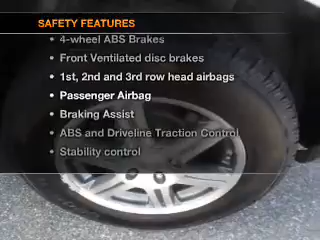 SAFETY FEATURES
• 4-wheel ABS Brakes
• Front Ventilated disc brakes
• 1st, 2nd and 3rd row head airbags
• Passenger Airbag
• Braking Assist
• ABS and Driveline Traction Control
• Stability control